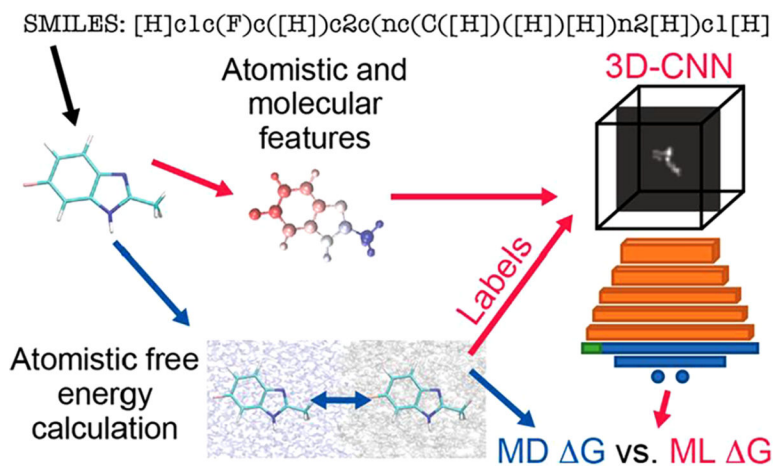 SMILES: [H]c1c(F)c([H])c2c(nc(C([H])([H])[H])n2[H])c1[H]
Atomistic and
molecular
features
3D-CNN
Labels
Atomistic free
energy
calculation
MD ΔG vs. ML ΔG